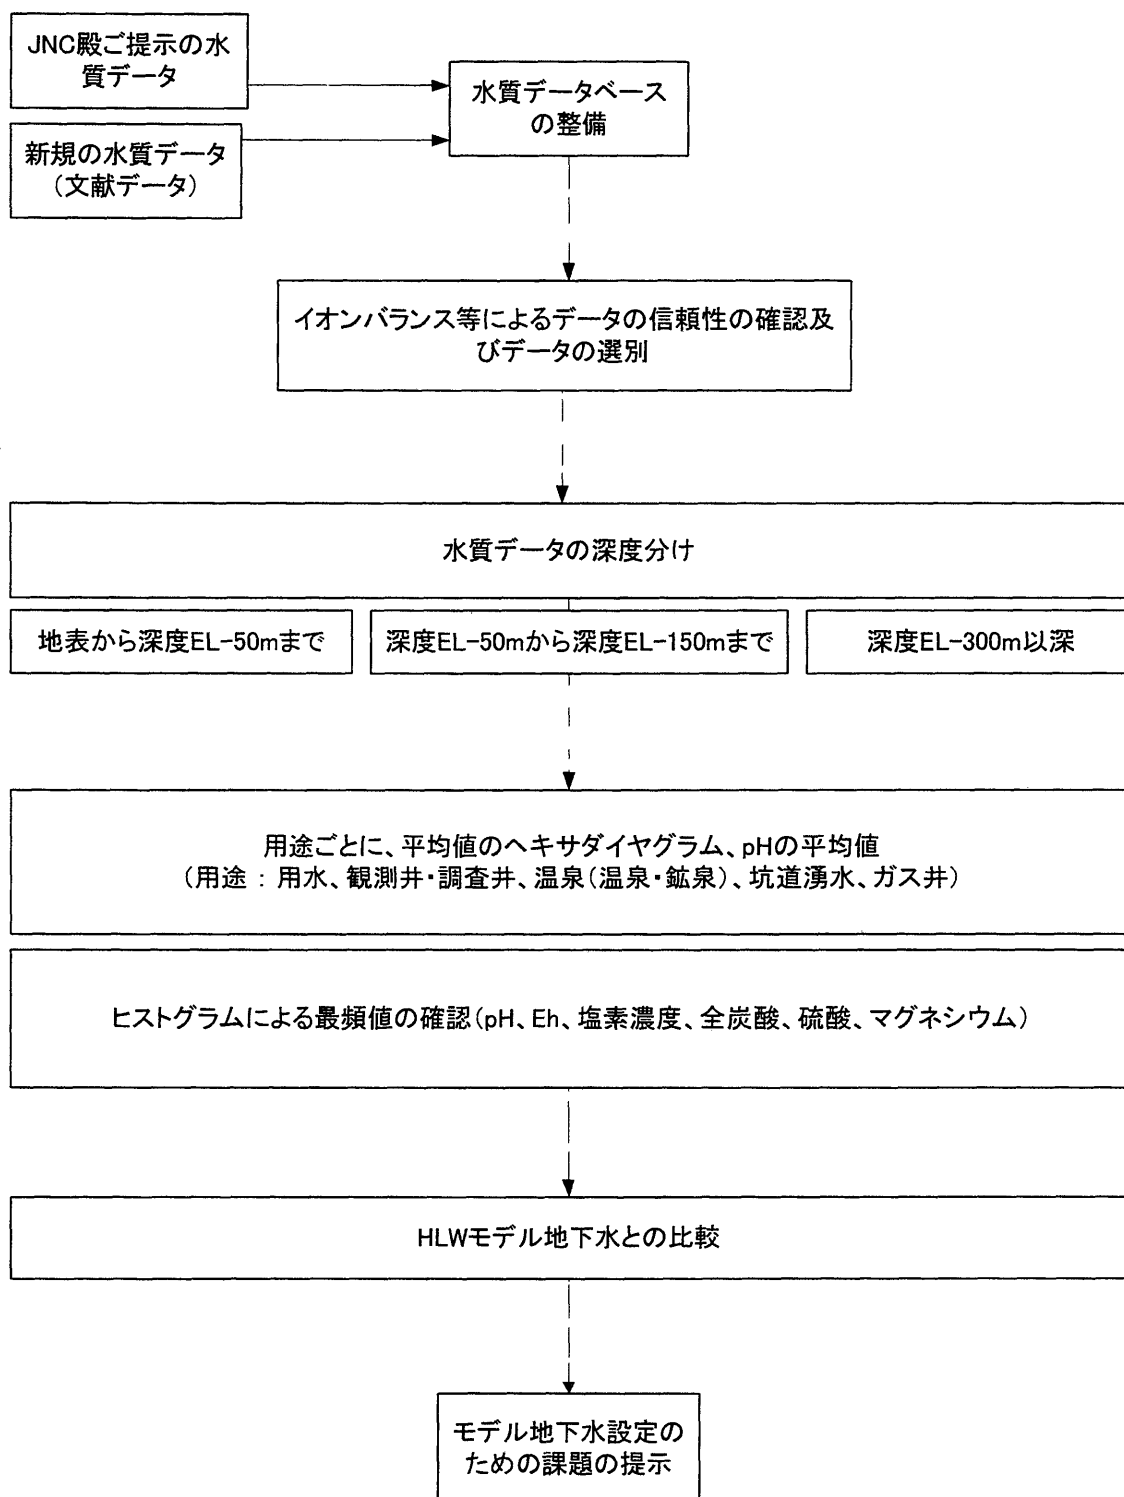 JNC殿ご提示の水
質データ
新規の水質データ
（文献データ）
水質データベース
の整備
イオンバランス等によるデータの信頼性の確認及
びデータの選別
水質データの深度分け
地表から深度EL-50mまで
深度EL-50mから深度EL-150mまで
深度EL-300m以深
用途ごとに、平均値のヘキサダイヤグラム、pHの平均値
（用途：用水、観測井・調査井、温泉（温泉・鉱泉）、坑道湧水、ガス井）
ヒストグラムによる最頻値の確認（pH、Eh、塩素濃度、全炭酸、硫酸、マグネシウム）
HLWモデル地下水との比較
モデル地下水設定の
ための課題の提示